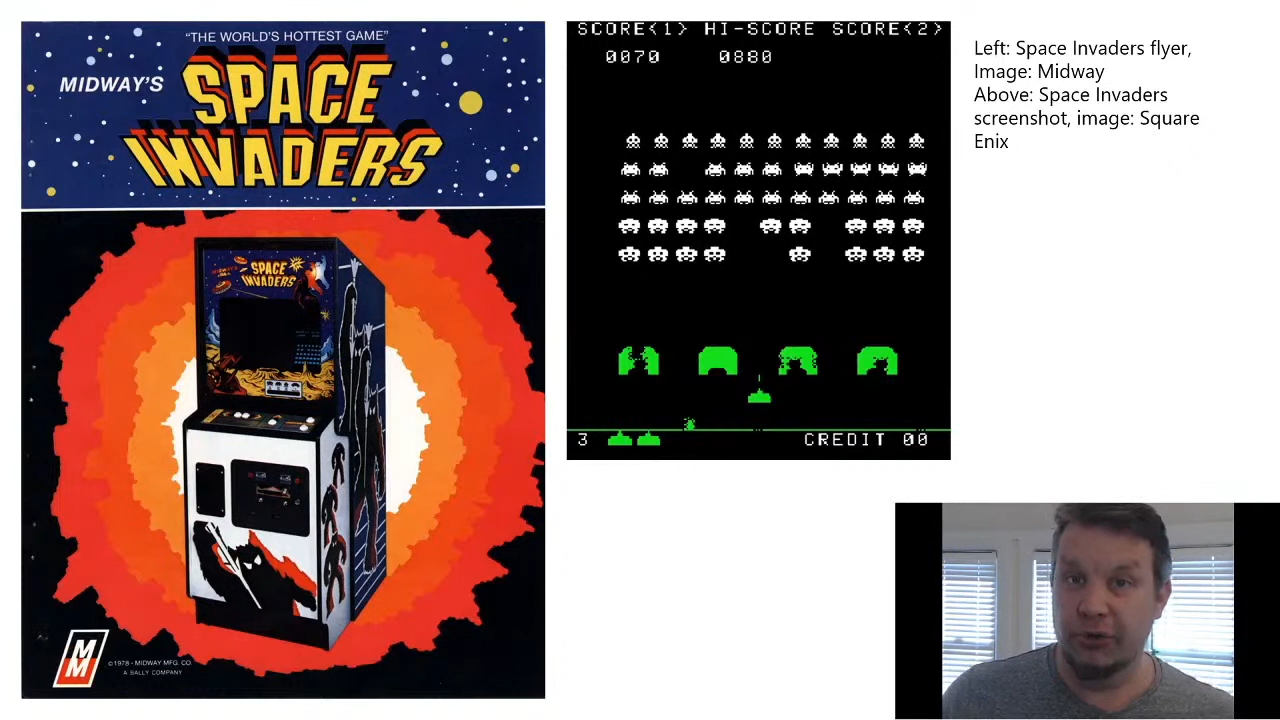 "THE WORLD'S HOTTEST GAME"
MIDWAY'S
SPACE
INVADERS
SPACE
INVADERS
©1978 - MIDWAY MFG. CO.
A BALLY COMPANY
SCORE<1> HI-SCORE SCORE<2>
0070 0880
3 CREDIT 00
Left: Space Invaders flyer,
Image: Midway
Above: Space Invaders
screenshot, image: Square
Enix